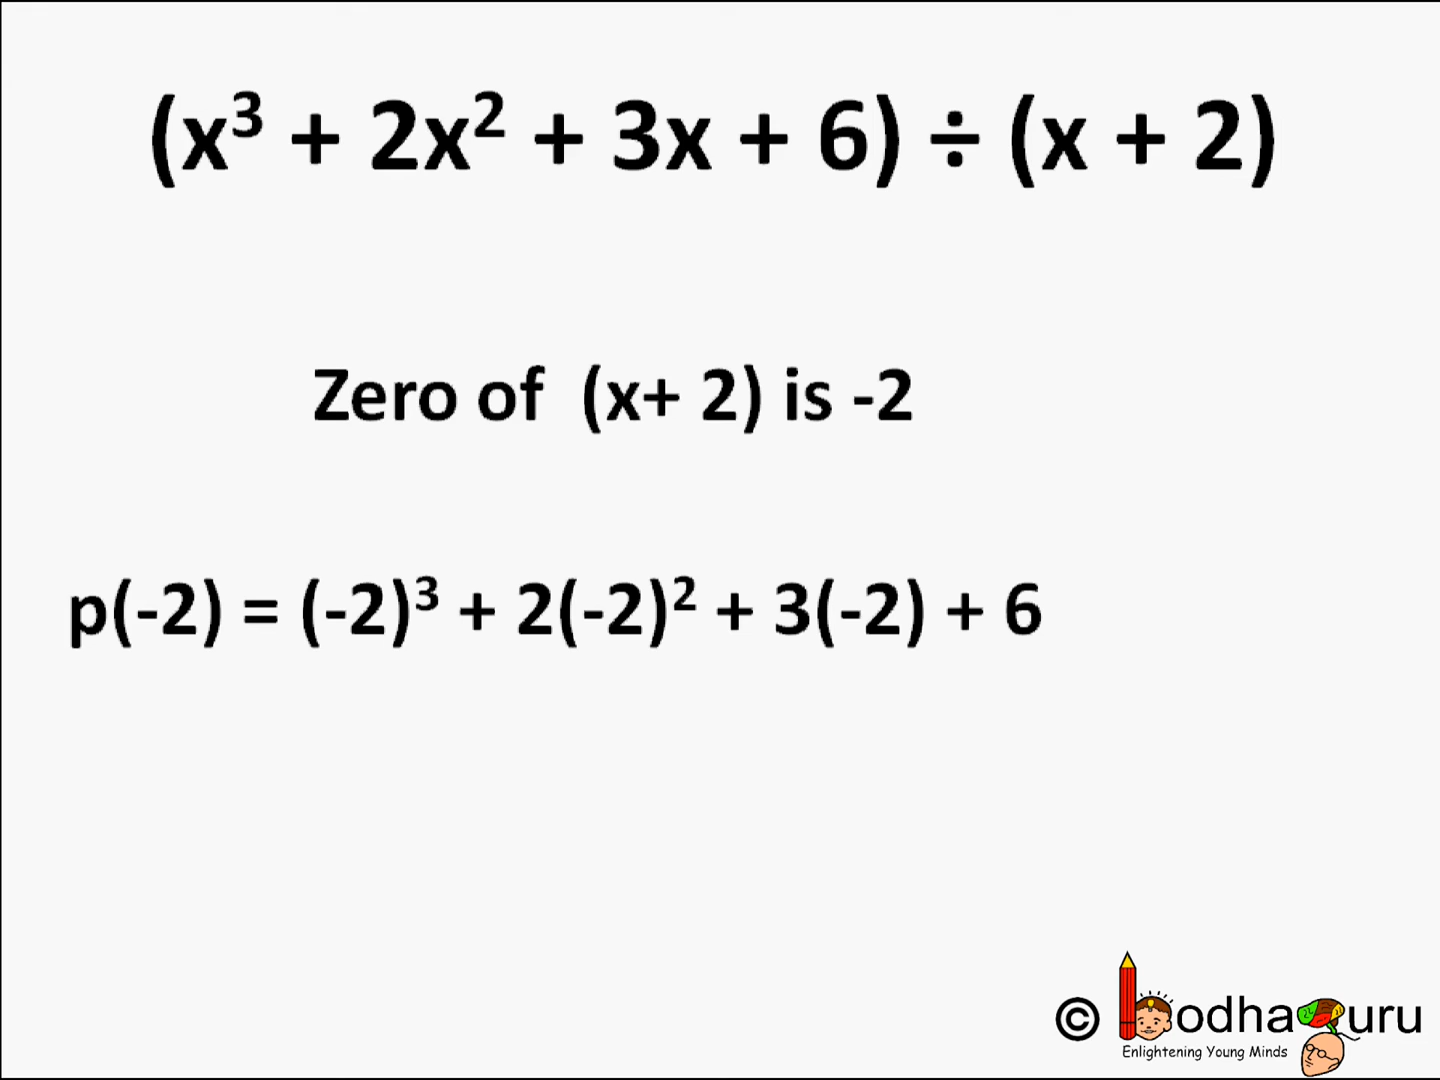 (x³ + 2x² + 3x + 6) ÷ (x + 2)
Zero of (x+ 2) is -2
p(-2) = (-2)³ + 2(-2)² + 3(-2) + 6
© bodhaguru
Enlightening Young Minds